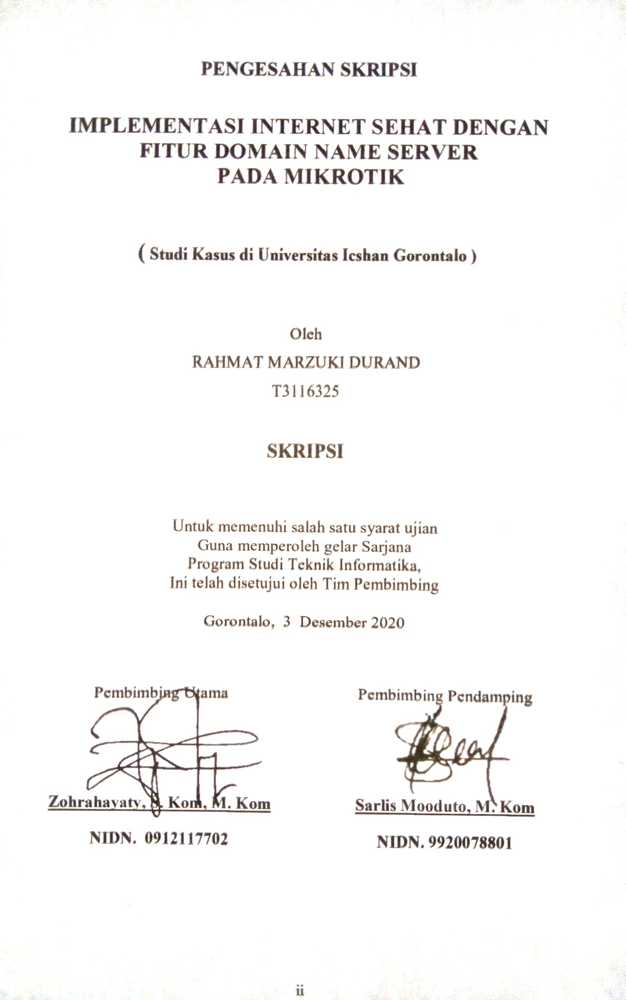 PENGESAHAN SKRIPSI
IMPLEMENTASI INTERNET SEHAT DENGAN
FITUR DOMAIN NAME SERVER
PADA MIKROTIK
( Studi Kasus di Universitas Icshan Gorontalo )
Oleh
RAHMAT MARZUKI DURAND
T3116325
SKRIPSI
Untuk memenuhi salah satu syarat ujian
Guna memperoleh gelar Sarjana
Program Studi Teknik Informatika,
Ini telah disetujui oleh Tim Pembimbing
Gorontalo, 3 Desember 2020
Pembimbing Utama
Pembimbing Pendamping
Zohrahayaty, S. Kom, M. Kom
Sarlis Mooduto, M. Kom
NIDN. 0912117702
NIDN. 9920078801
ii